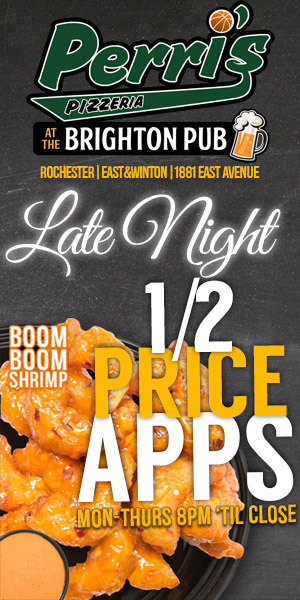 Perri's
PIZZERIA
AT THE BRIGHTON PUB
ROCHESTER | EAST&WINTON | 1881 EAST AVENUE
Late Night
1/2
PRICE
APPS
BOOM
BOOM
SHRIMP
MON-THURS 8PM 'TIL CLOSE